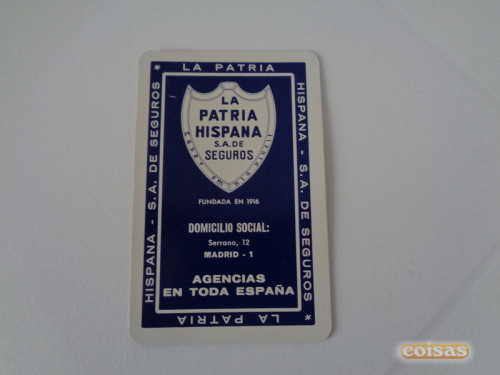 * LA PATRIA
HISPANA - S.A. DE SEGUROS
LA
PATRIA
HISPANA
S.A. DE
SEGUROS
FUNDADA EN 1916
DOMICILIO SOCIAL:
Serrano, 12
MADRID - 1
AGENCIAS
EN TODA ESPAÑA
* LA PATRIA
HISPANA - S.A. DE SEGUROS
coisas